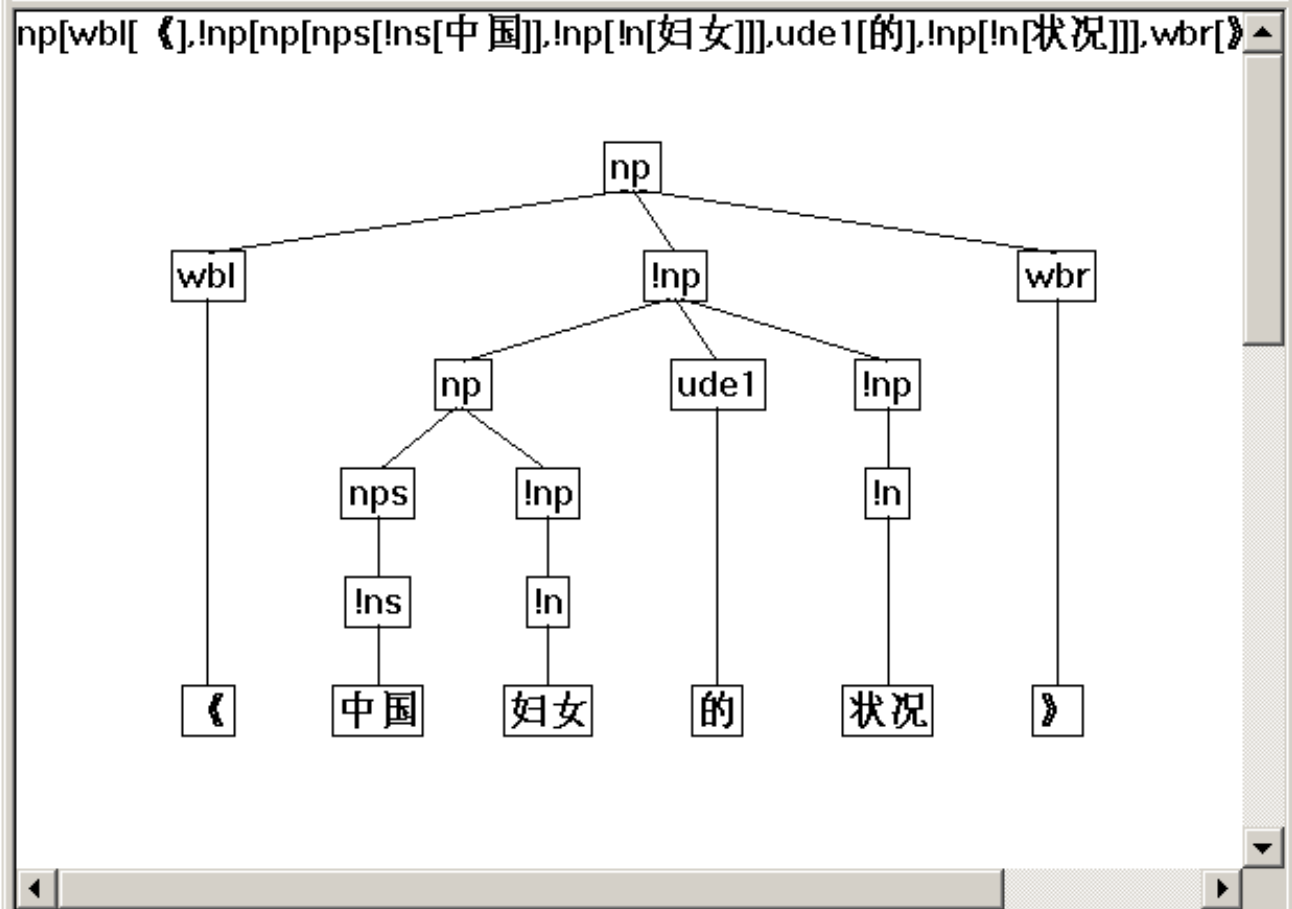 np[wbl[《],!np[np[nps[!ns[中国]],!np[!n[妇女]]],ude1[的],!np[!n[状况]]],wbr[》
np
wbl !np wbr
np ude1 !np
nps !np !n
!ns !n
《 中国 妇女 的 状况 》